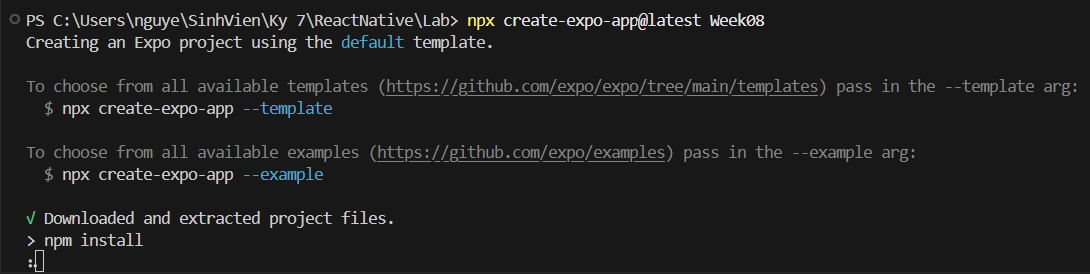 PS C:\Users\nguye\SinhVien\Ky 7\ReactNative\Lab> npx create-expo-app@latest Week08
Creating an Expo project using the default template.
To choose from all available templates (https://github.com/expo/expo/tree/main/templates) pass in the --template arg:
$ npx create-expo-app --template
To choose from all available examples (https://github.com/expo/examples) pass in the --example arg:
$ npx create-expo-app --example
√ Downloaded and extracted project files.
> npm install